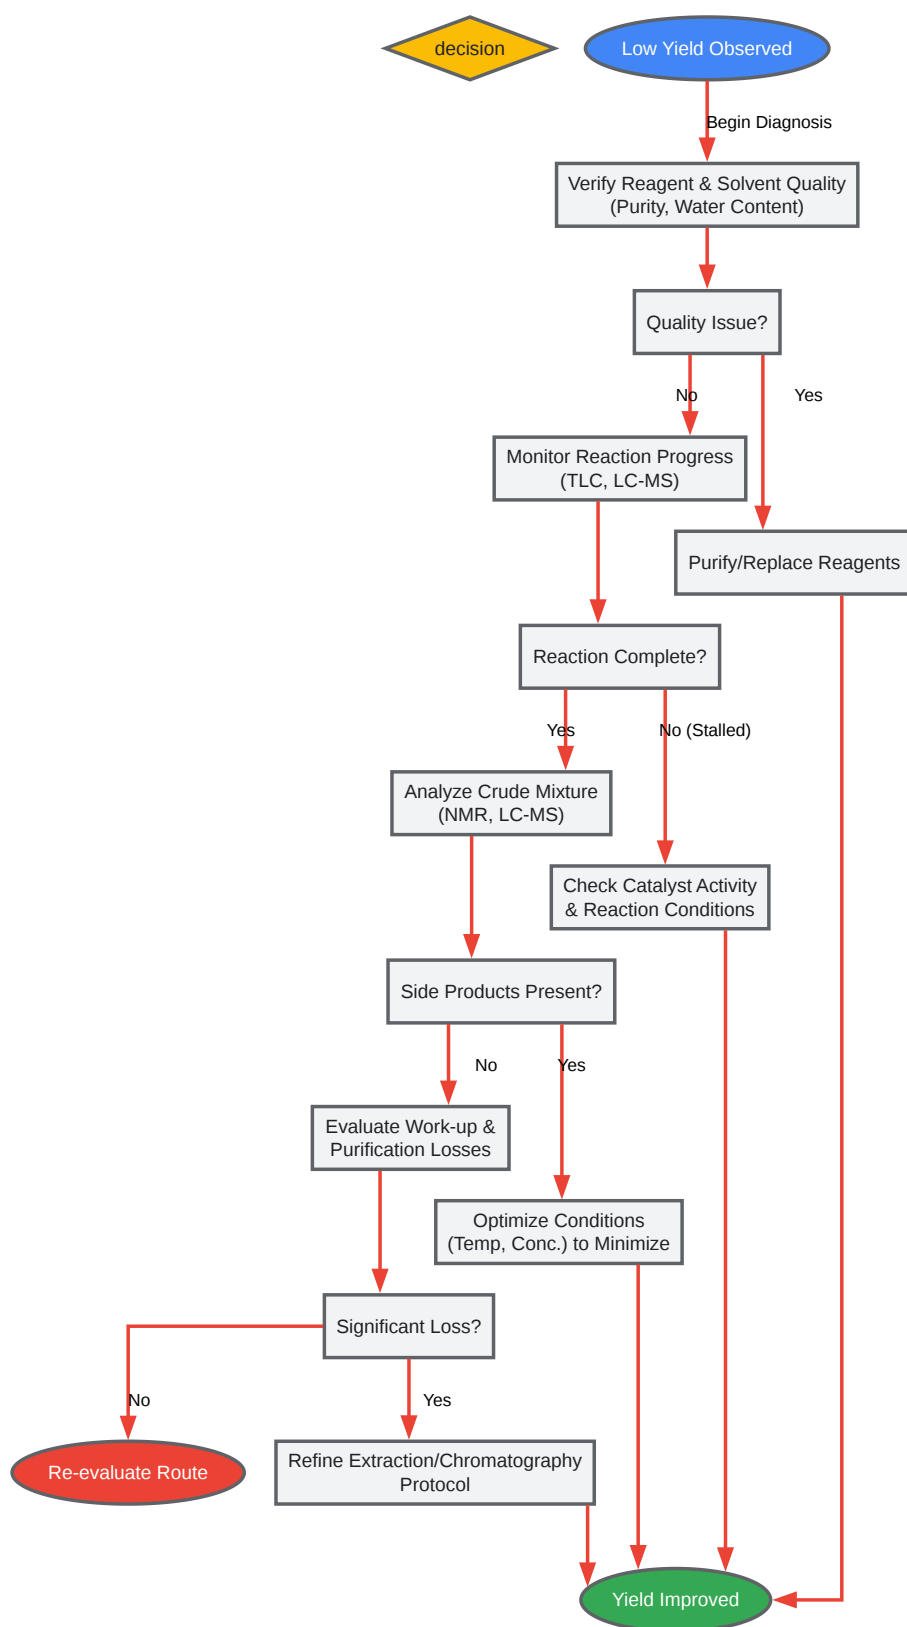 decision
Low Yield Observed
Begin Diagnosis
Verify Reagent & Solvent Quality
(Purity, Water Content)
Quality Issue?
No
Yes
Monitor Reaction Progress
(TLC, LC-MS)
Purify/Replace Reagents
Reaction Complete?
Yes
No (Stalled)
Analyze Crude Mixture
(NMR, LC-MS)
Check Catalyst Activity
& Reaction Conditions
Side Products Present?
No
Yes
Evaluate Work-up &
Purification Losses
Optimize Conditions
(Temp, Conc.) to Minimize
Significant Loss?
No
Yes
Re-evaluate Route
Refine Extraction/Chromatography
Protocol
Yield Improved